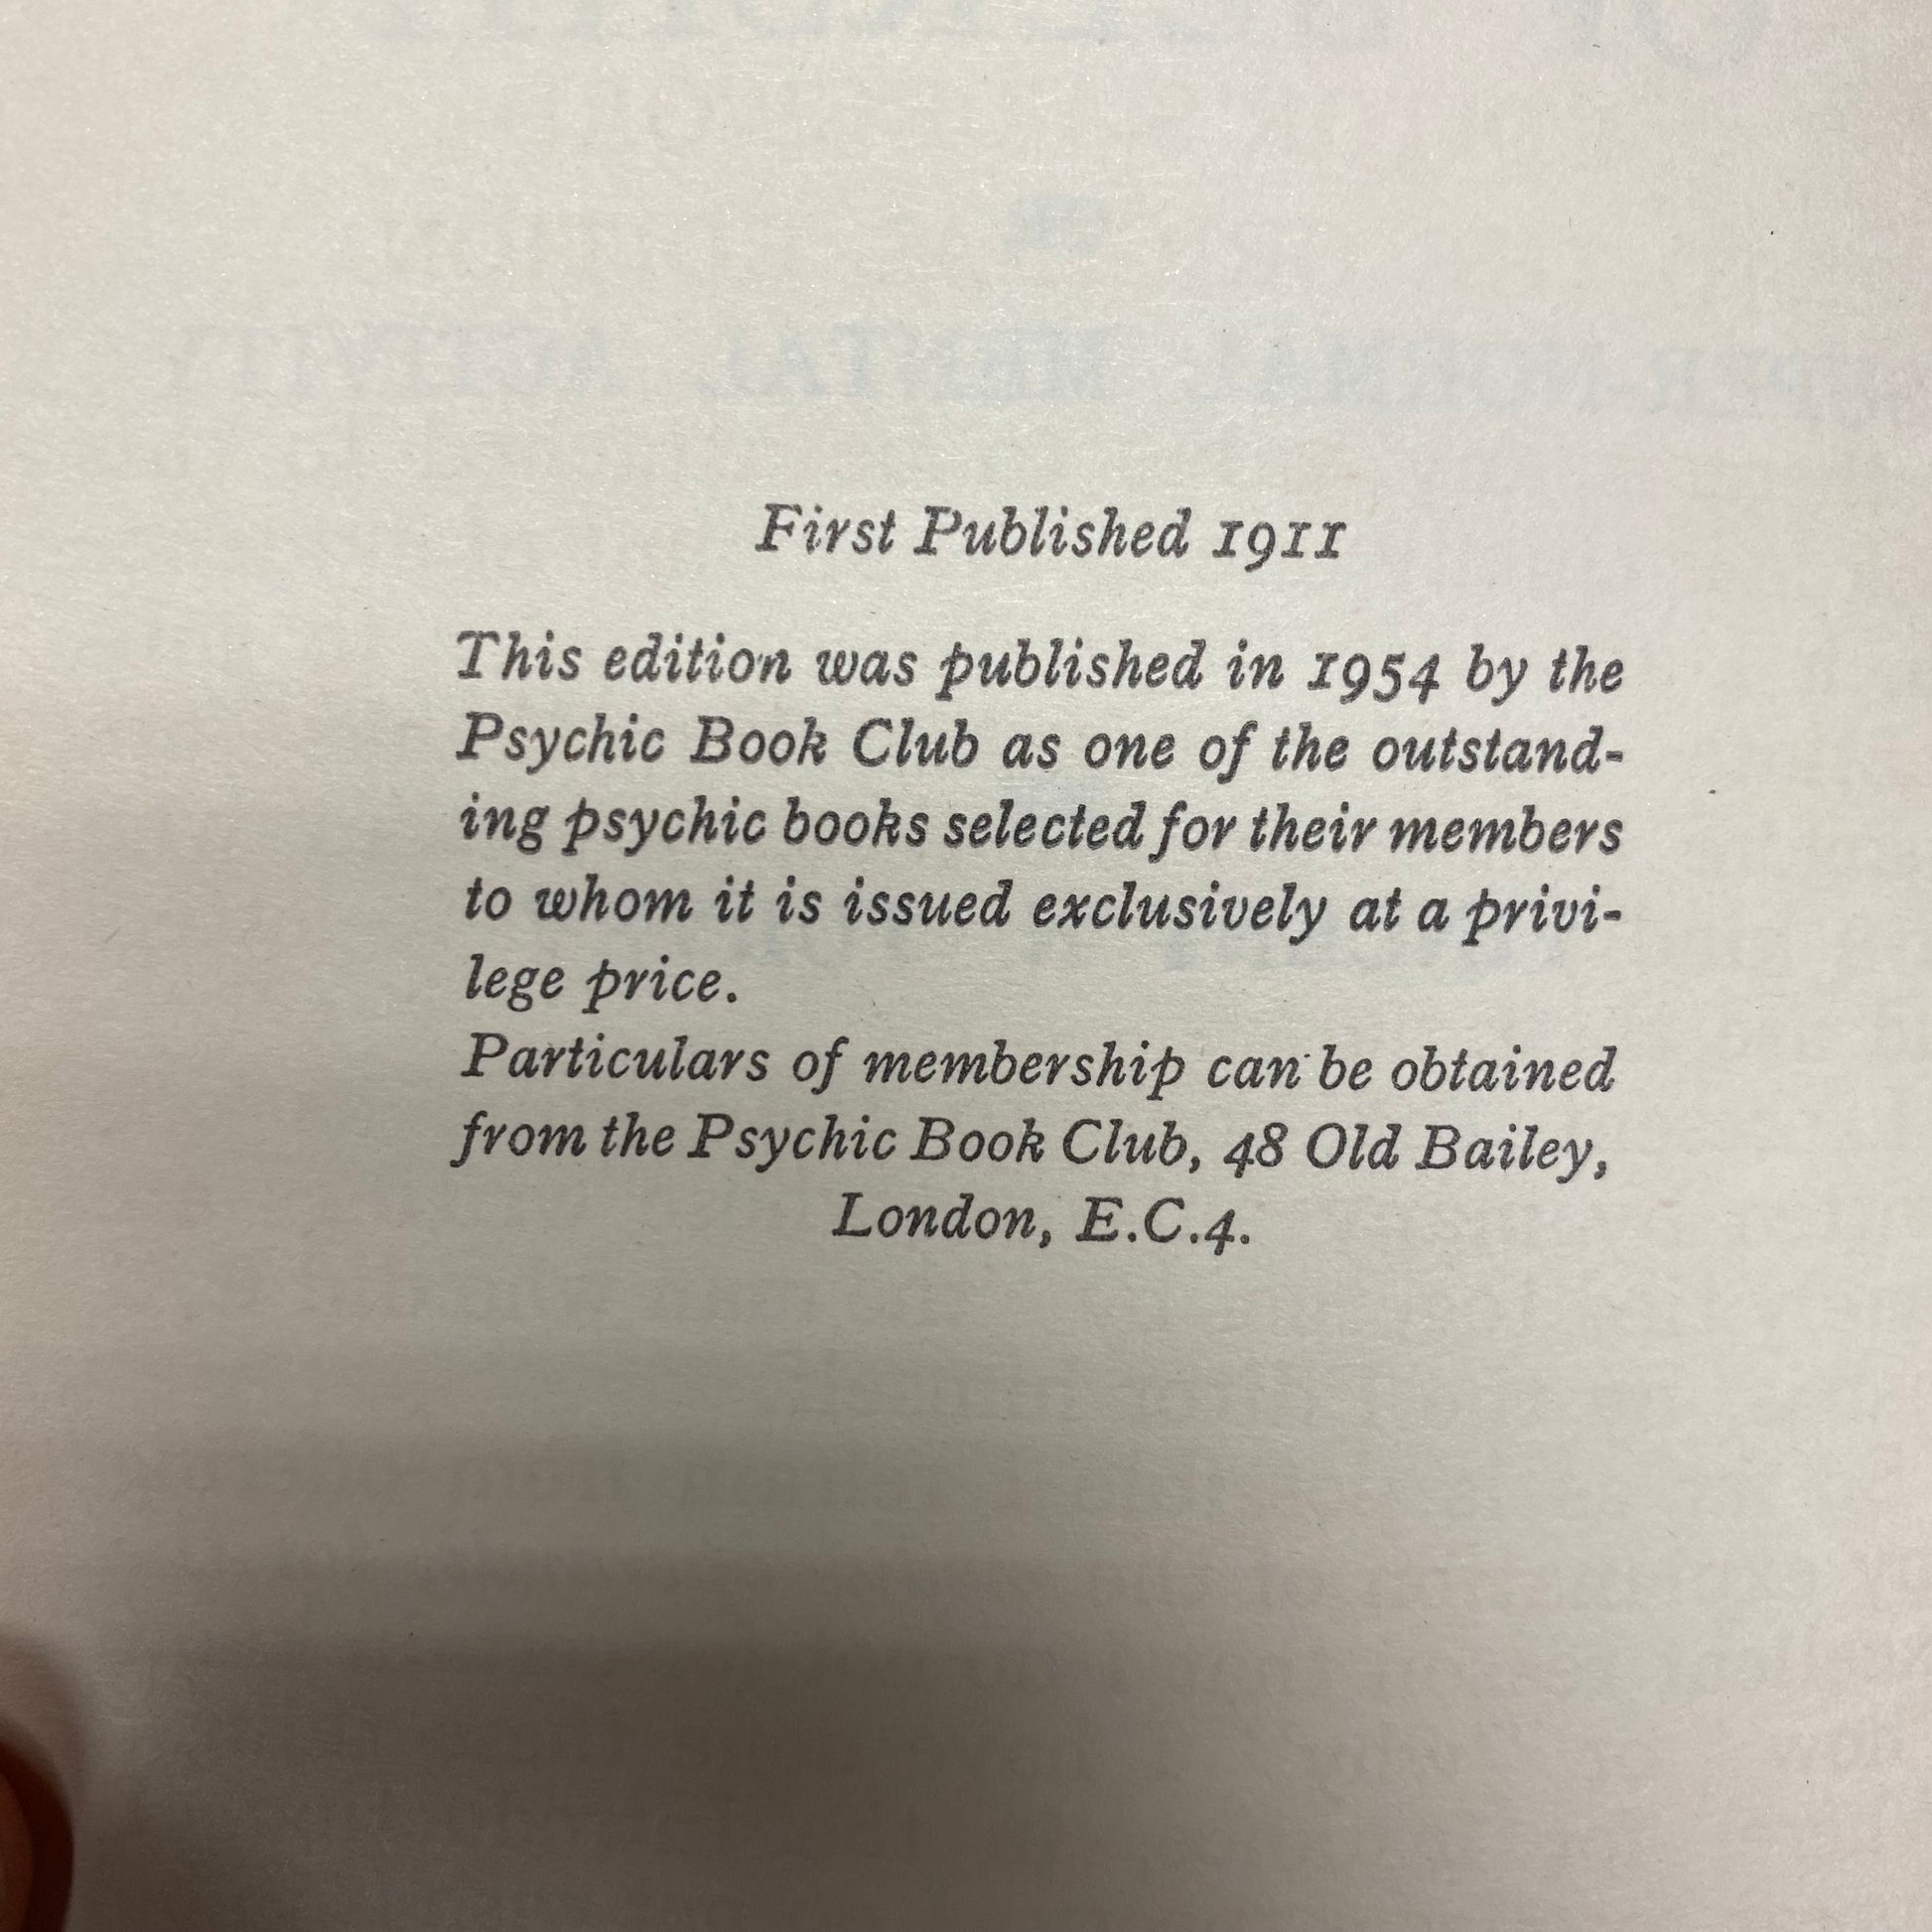 First Published 1911
This edition was published in 1954 by the
Psychic Book Club as one of the outstand-
ing psychic books selected for their members
to whom it is issued exclusively at a privi-
lege price.
Particulars of membership can be obtained
from the Psychic Book Club, 48 Old Bailey,
London, E.C.4.